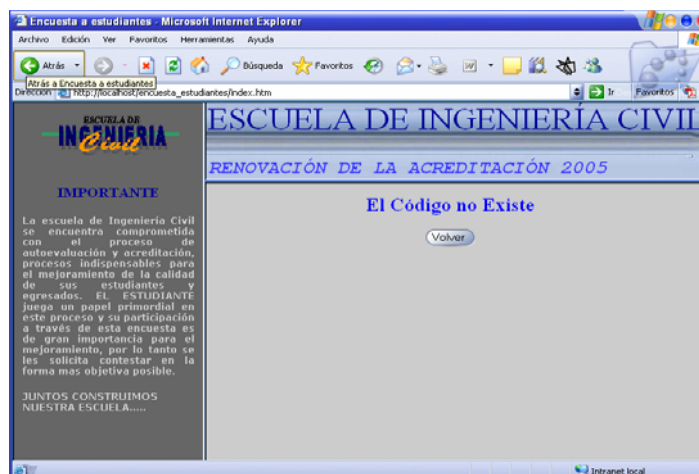 Encuesta a estudiantes - Microsoft Internet Explorer
Archivo Edición Ver Favoritos Herramientas Ayuda
Atrás Búsqueda Favoritos
Atrás a Encuesta a estudiantes
Dirección http://localhost/encuesta_estudiantes/index.htm Ir Favoritos
ESCUELA DE
INGENIERIA
Civil
ESCUELA DE INGENIERÍA CIVIL
RENOVACIÓN DE LA ACREDITACIÓN 2005
IMPORTANTE
La escuela de Ingeniería Civil
se encuentra comprometida
con el proceso de
autoevaluación y acreditación,
procesos indispensables para
el mejoramiento de la calidad
de sus estudiantes y
egresados. EL ESTUDIANTE
juega un papel primordial en
este proceso y su participación
a través de esta encuesta es
de gran importancia para el
mejoramiento, por lo tanto se
les solicita contestar en la
forma mas objetiva posible.
JUNTOS CONSTRUIMOS
NUESTRA ESCUELA.....
El Código no Existe
Volver
Intranet local